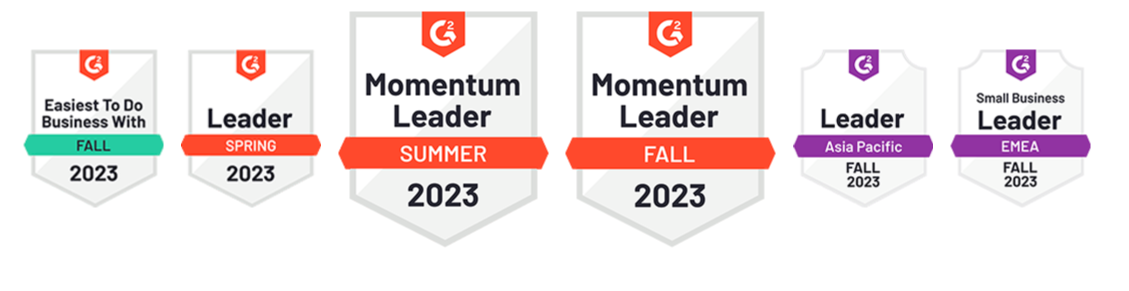 G2
Easiest To Do
Business With
FALL
2023
G2
Leader
SPRING
2023
G2
Momentum
Leader
SUMMER
2023
G2
Momentum
Leader
FALL
2023
G2
Leader
Asia Pacific
FALL
2023
G2
Small Business
Leader
EMEA
FALL
2023